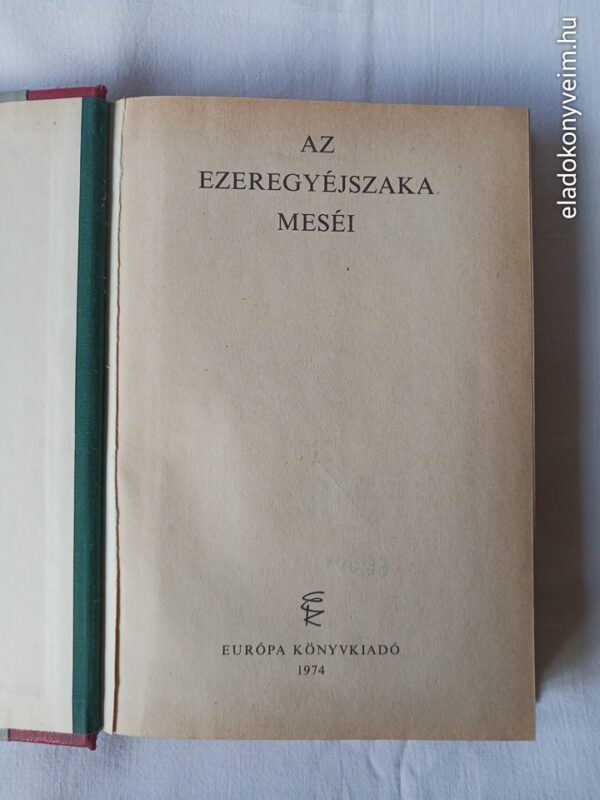 AZ
EZEREGYÉJSZAKA
MESÉI
EURÓPA KÖNYVKIADÓ
1974
eladokonyveim.hu